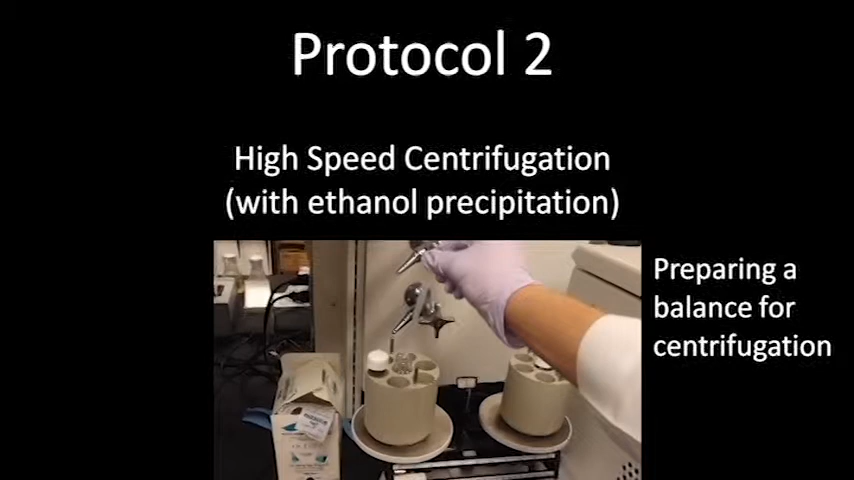 Protocol 2
High Speed Centrifugation
(with ethanol precipitation)
Preparing a
balance for
centrifugation